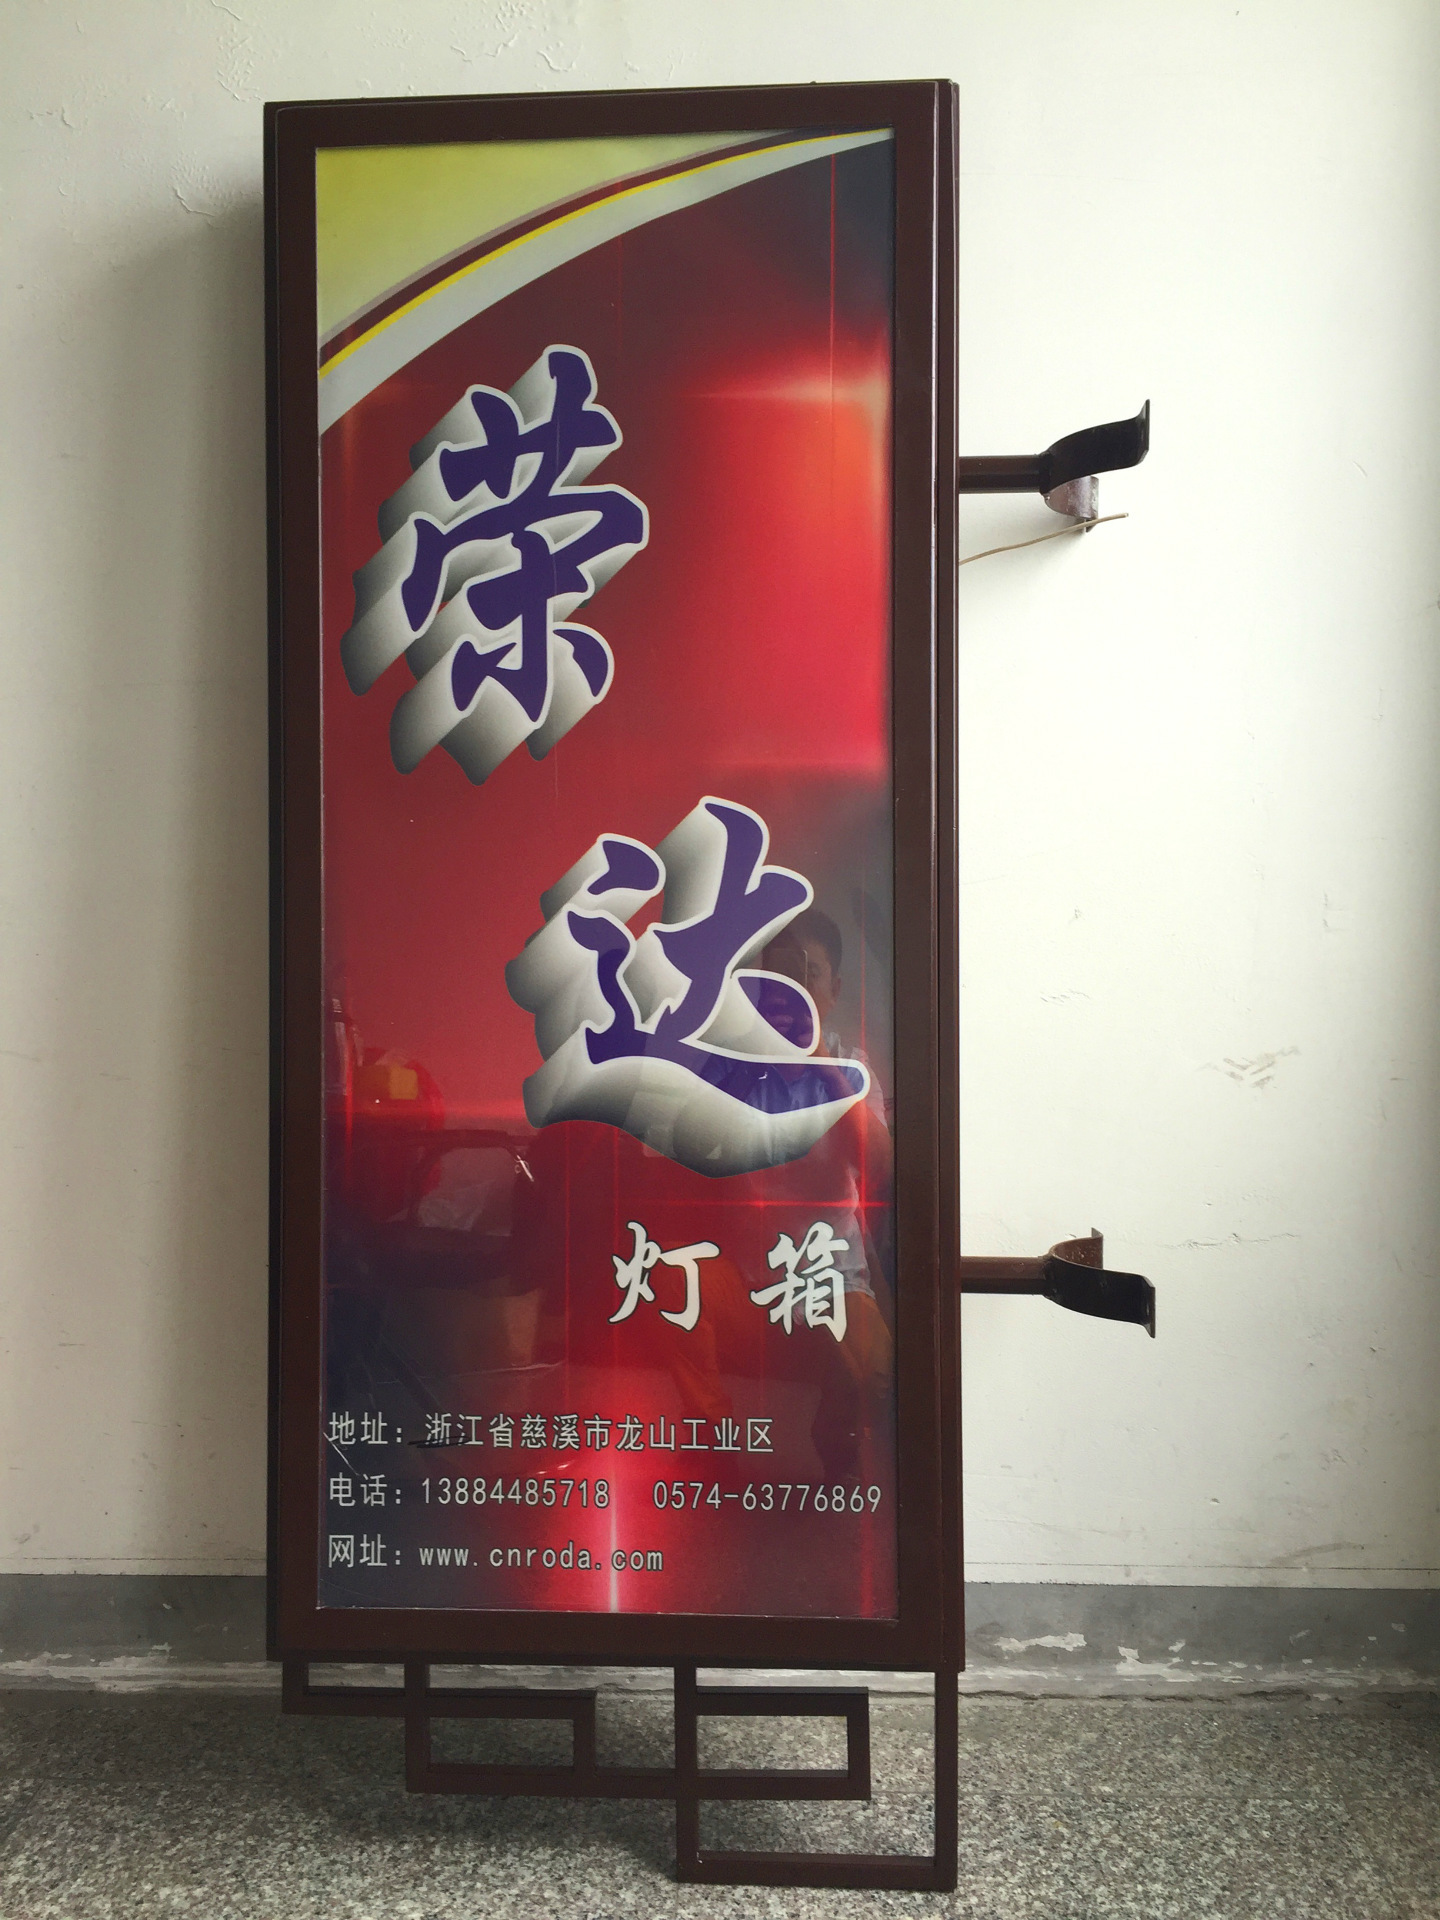 荣
达
灯箱
地址：浙江省慈溪市龙山工业区
电话：13884485718 0574-63776869
网址：www.cnroda.com